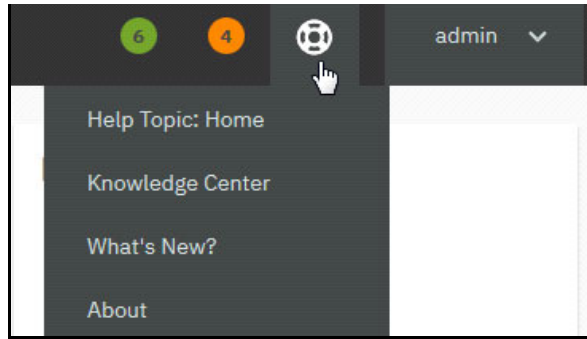 6 4 admin
Help Topic: Home
Knowledge Center
What's New?
About